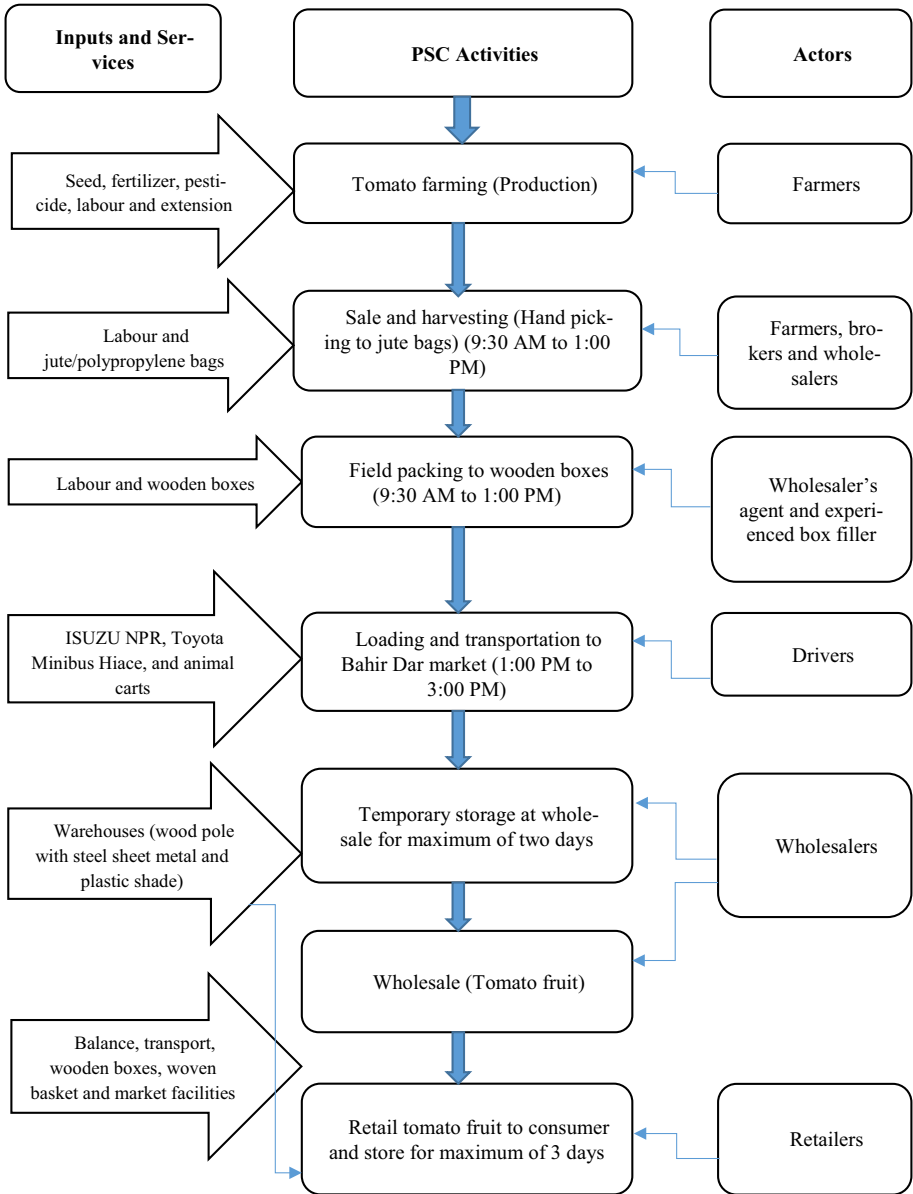 Inputs and Ser-
vices
PSC Activities
Actors
Seed, fertilizer, pesti-
cide, labour and extension
Tomato farming (Production)
Farmers
Labour and
jute/polypropylene bags
Sale and harvesting (Hand pick-
ing to jute bags) (9:30 AM to 1:00
PM)
Farmers, bro-
kers and whole-
salers
Labour and wooden boxes
Field packing to wooden boxes
(9:30 AM to 1:00 PM)
Wholesaler’s
agent and experi-
enced box filler
ISUZU NPR, Toyota
Minibus Hiace, and animal
carts
Loading and transportation to
Bahir Dar market (1:00 PM to
3:00 PM)
Drivers
Warehouses (wood pole
with steel sheet metal and
plastic shade)
Temporary storage at whole-
sale for maximum of two days
Wholesalers
Wholesale (Tomato fruit)
Balance, transport,
wooden boxes, woven
basket and market facilities
Retail tomato fruit to consumer
and store for maximum of 3 days
Retailers